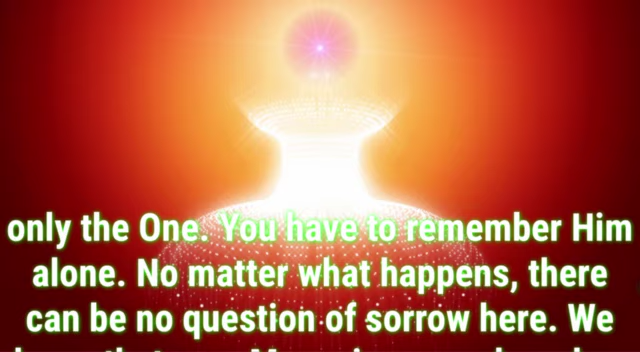 only the One. You have to remember Him
alone. No matter what happens, there
can be no question of sorrow here. We